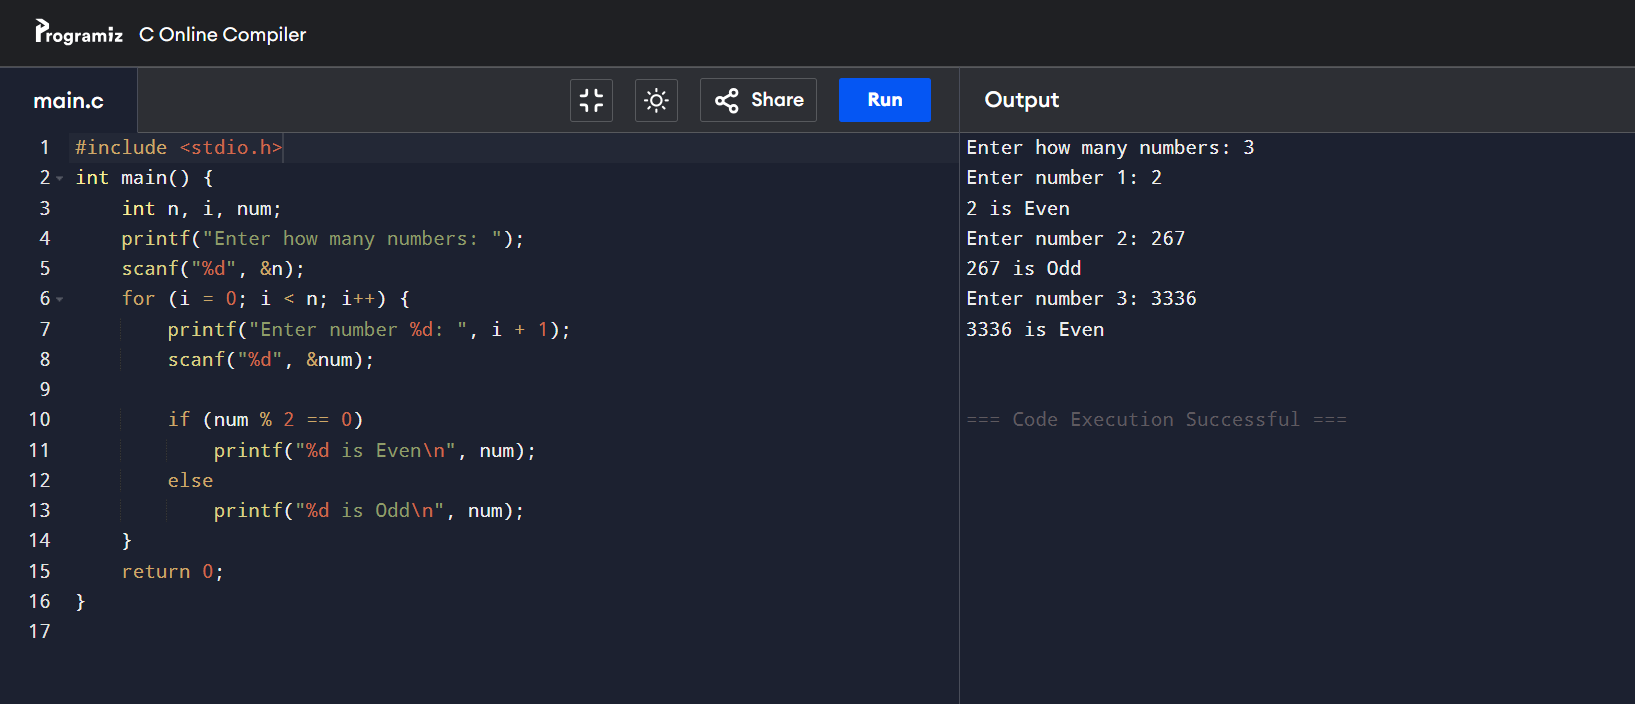 Programiz C Online Compiler
main.c Share Run Output
1 #include <stdio.h>
2 int main() {
3     int n, i, num;
4     printf("Enter how many numbers: ");
5     scanf("%d", &n);
6     for (i = 0; i < n; i++) {
7         printf("Enter number %d: ", i + 1);
8         scanf("%d", &num);
9
10         if (num % 2 == 0)
11             printf("%d is Even\n", num);
12         else
13             printf("%d is Odd\n", num);
14     }
15     return 0;
16 }
17
Enter how many numbers: 3
Enter number 1: 2
2 is Even
Enter number 2: 267
267 is Odd
Enter number 3: 3336
3336 is Even
=== Code Execution Successful ===